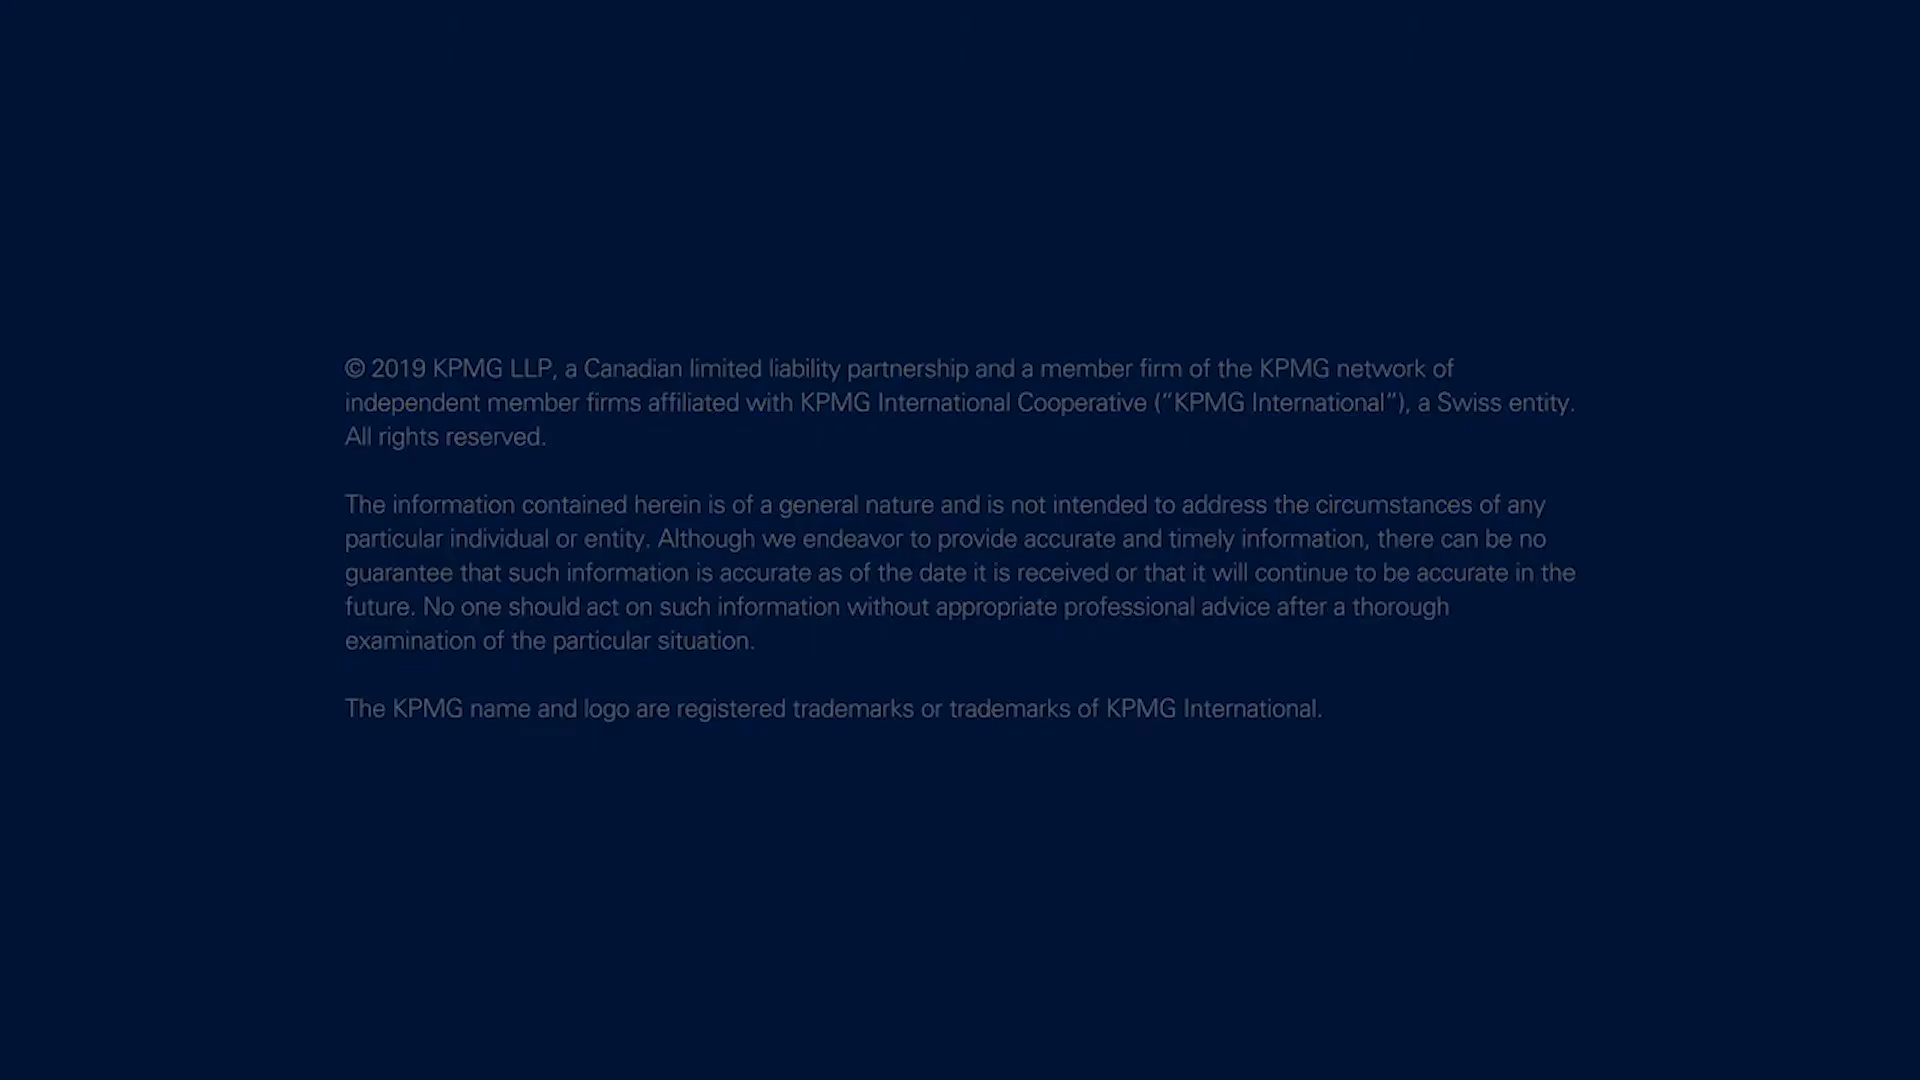 © 2019 KPMG LLP, a Canadian limited liability partnership and a member firm of the KPMG network of
independent member firms affiliated with KPMG International Cooperative (“KPMG International”), a Swiss entity.
All rights reserved.
The information contained herein is of a general nature and is not intended to address the circumstances of any
particular individual or entity. Although we endeavor to provide accurate and timely information, there can be no
guarantee that such information is accurate as of the date it is received or that it will continue to be accurate in the
future. No one should act on such information without appropriate professional advice after a thorough
examination of the particular situation.
The KPMG name and logo are registered trademarks or trademarks of KPMG International.